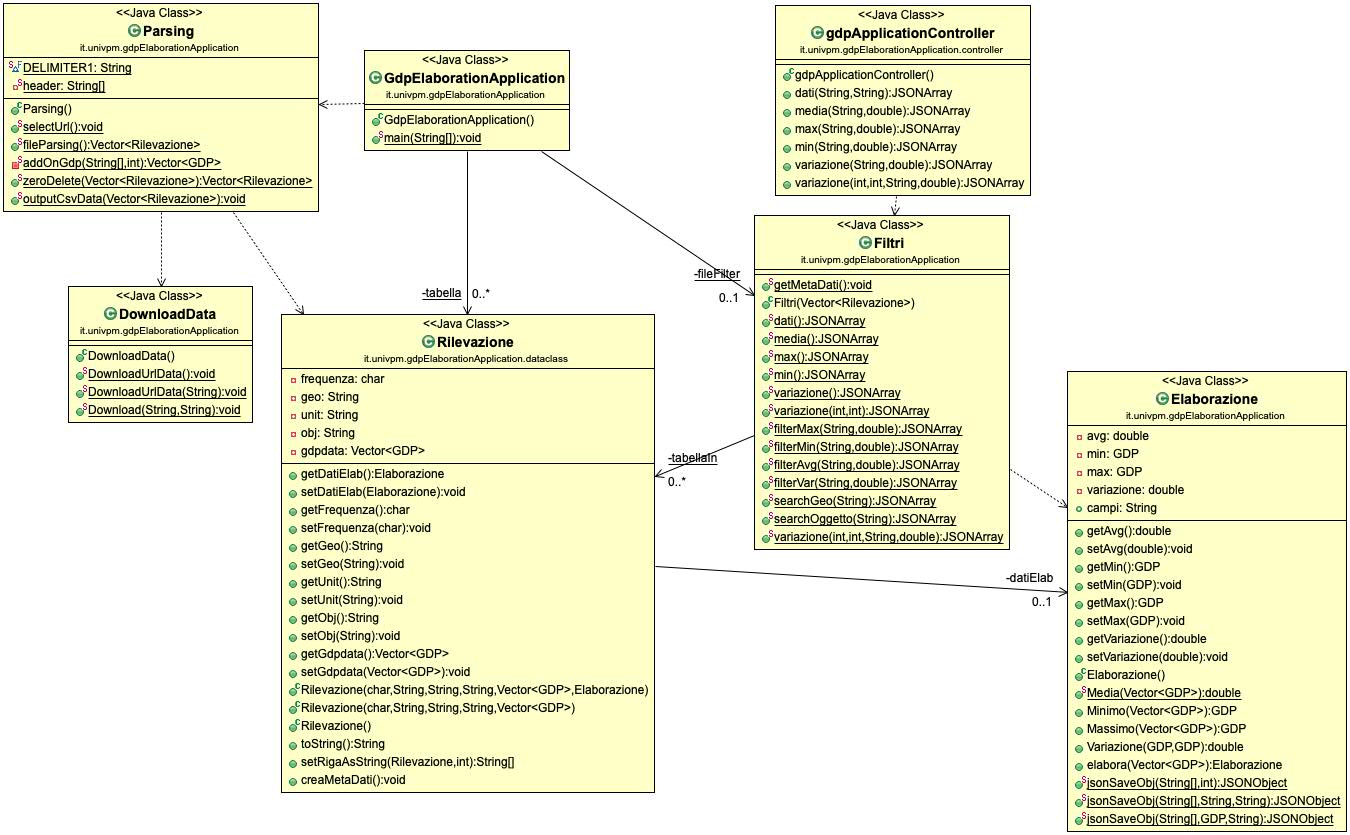 <<Java Class>>
Parsing
it.univpm.gdpElaborationApplication
DELIMITER1: String
header: String[]
Parsing()
selectUrl():void
fileParsing():Vector<Rilevazione>
addOnGdp(String[],int):Vector<GDP>
zeroDelete(Vector<Rilevazione>):Vector<Rilevazione>
outputCsvData(Vector<Rilevazione>):void
<<Java Class>>
GdpElaborationApplication
it.univpm.gdpElaborationApplication
GdpElaborationApplication()
main(String[]):void
<<Java Class>>
gdpApplicationController
it.univpm.gdpElaborationApplication.controller
gdpApplicationController()
dati(String,String):JSONArray
media(String,double):JSONArray
max(String,double):JSONArray
min(String,double):JSONArray
variazione(String,double):JSONArray
variazione(int,int,String,double):JSONArray
<<Java Class>>
DownloadData
it.univpm.gdpElaborationApplication
DownloadData()
DownloadUrlData():void
DownloadUrlData(String):void
Download(String,String):void
-tabella
0..*
-fileFilter
0..1
<<Java Class>>
Filtri
it.univpm.gdpElaborationApplication
getMetaDati():void
Filtri(Vector<Rilevazione>)
dati():JSONArray
media():JSONArray
max():JSONArray
min():JSONArray
variazione():JSONArray
variazione(int,int):JSONArray
filterMax(String,double):JSONArray
filterMin(String,double):JSONArray
filterAvg(String,double):JSONArray
filterVar(String,double):JSONArray
searchGeo(String):JSONArray
searchOggetto(String):JSONArray
variazione(int,int,String,double):JSONArray
<<Java Class>>
Rilevazione
it.univpm.gdpElaborationApplication.dataclass
frequenza: char
geo: String
unit: String
obj: String
gdpdata: Vector<GDP>
getDatiElab():Elaborazione
setDatiElab(Elaborazione):void
getFrequenza():char
setFrequenza(char):void
getGeo():String
setGeo(String):void
getUnit():String
setUnit(String):void
getObj():String
setObj(String):void
getGdpdata():Vector<GDP>
setGdpdata(Vector<GDP>):void
Rilevazione(char,String,String,String,Vector<GDP>,Elaborazione)
Rilevazione(char,String,String,String,Vector<GDP>)
Rilevazione()
toString():String
setRigaAsString(Rilevazione,int):String[]
creaMetaDati():void
-tabellaIn
0..*
-datiElab
0..1
<<Java Class>>
Elaborazione
it.univpm.gdpElaborationApplication
avg: double
min: GDP
max: GDP
variazione: double
campi: String
getAvg():double
setAvg(double):void
getMin():GDP
setMin(GDP):void
getMax():GDP
setMax(GDP):void
getVariazione():double
setVariazione(double):void
Elaborazione()
Media(Vector<GDP>):double
Minimo(Vector<GDP>):GDP
Massimo(Vector<GDP>):GDP
Variazione(GDP,GDP):double
elabora(Vector<GDP>):Elaborazione
jsonSaveObj(String[],int):JSONObject
jsonSaveObj(String[],String,String):JSONObject
jsonSaveObj(String[],GDP,String):JSONObject